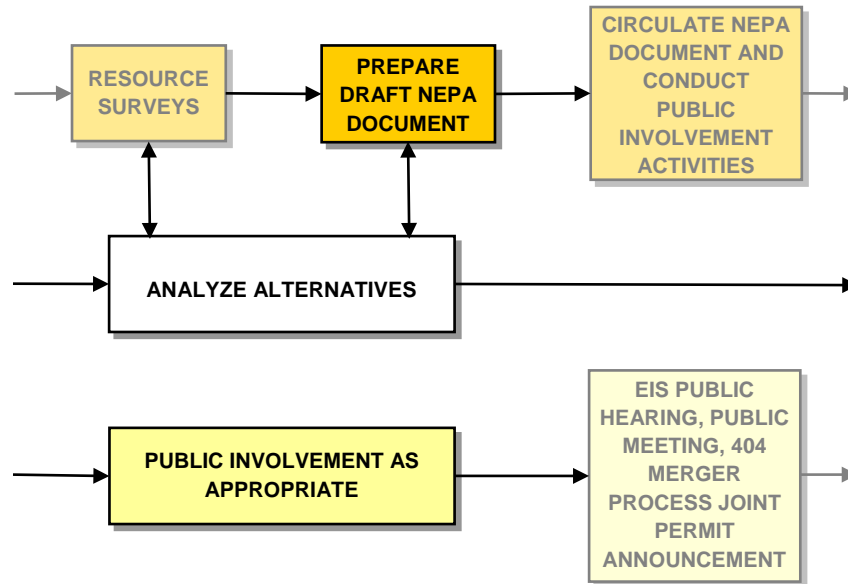 RESOURCE
SURVEYS
PREPARE
DRAFT NEPA
DOCUMENT
CIRCULATE NEPA
DOCUMENT AND
CONDUCT
PUBLIC
INVOLVEMENT
ACTIVITIES
ANALYZE ALTERNATIVES
PUBLIC INVOLVEMENT AS
APPROPRIATE
EIS PUBLIC
HEARING, PUBLIC
MEETING, 404
MERGER
PROCESS JOINT
PERMIT
ANNOUNCEMENT